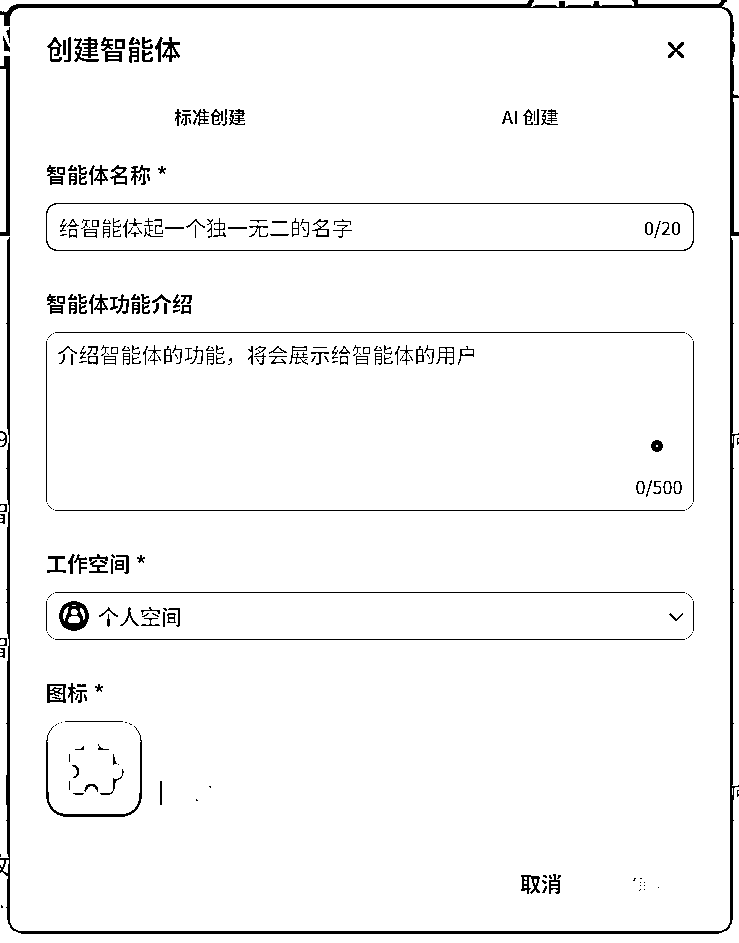 创建智能体
标准创建 AI 创建
智能体名称 *
给智能体起一个独一无二的名字 0/20
智能体功能介绍
介绍智能体的功能，将会展示给智能体的用户
0/500
工作空间 *
个人空间
图标 *
取消